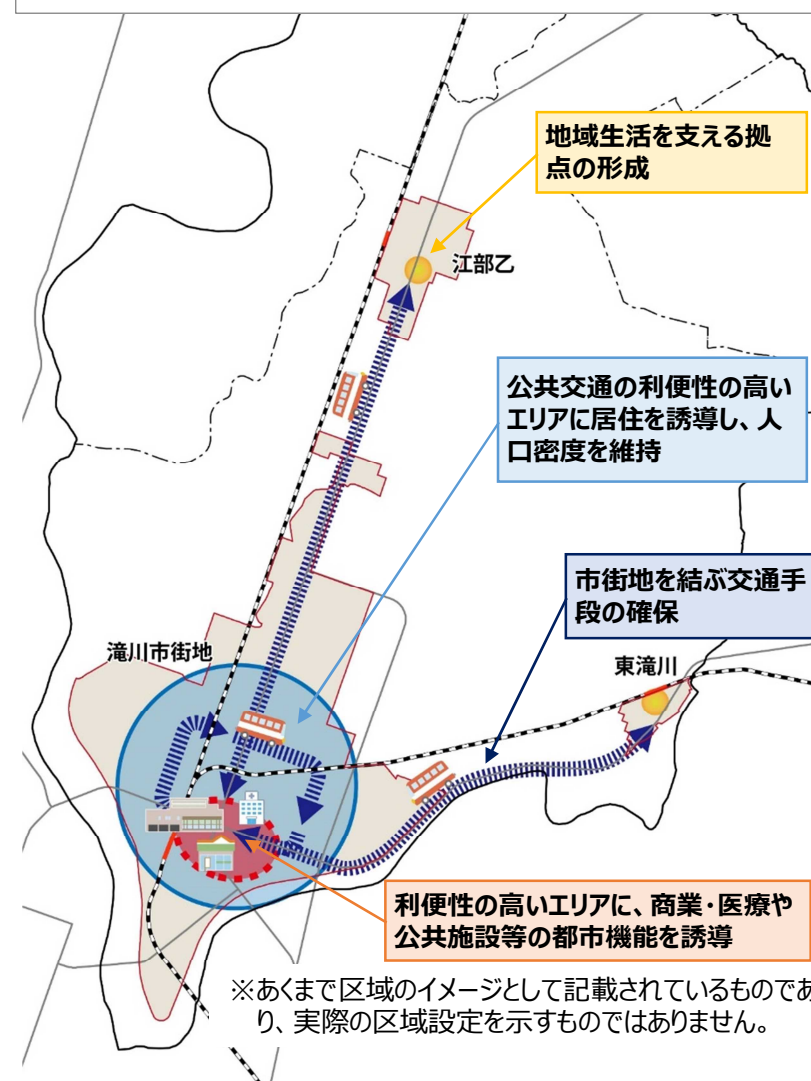 地域生活を支える拠
点の形成
江部乙
公共交通の利便性の高い
エリアに居住を誘導し、人
口密度を維持
市街地を結ぶ交通手
段の確保
滝川市街地
東滝川
利便性の高いエリアに、商業・医療や
公共施設等の都市機能を誘導
※あくまで区域のイメージとして記載されているものであ
り、実際の区域設定を示すものではありません。